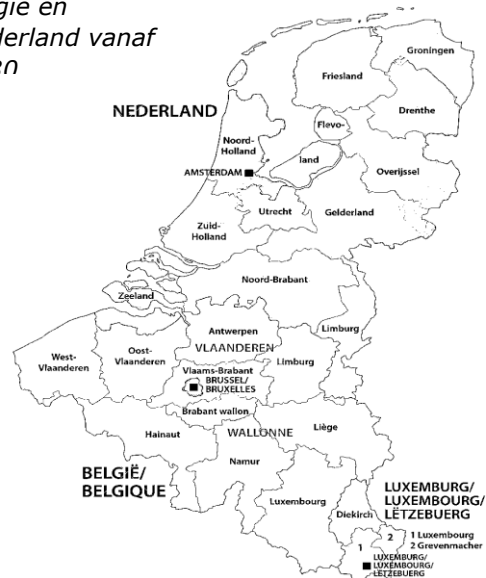 gië en
derland vanaf
Groningen
Friesland
NEDERLAND
Drenthe
Flevo-
Noord-
Holland
land
AMSTERDAM
Overijssel
Utrecht
Gelderland
Zuid-
Holland
Noord-Brabant
Zeeland
Limburg
Antwerpen
VLAANDEREN
West-
Vlaanderen
Oost-
Vlaanderen
Limburg
Vlaams-Brabant
BRUSSEL/
BRUXELLES
Brabant wallon
Hainaut
WALLONNE
Liège
Namur
BELGIË/
BELGIQUE
Luxembourg
LUXEMBURG/
LUXEMBOURG/
LËTZEBUERG
Diekirch
1 Luxembourg
2 Grevenmacher
2
1
LUXEMBURG/
LUXEMBOURG/
LËTZEBUERG